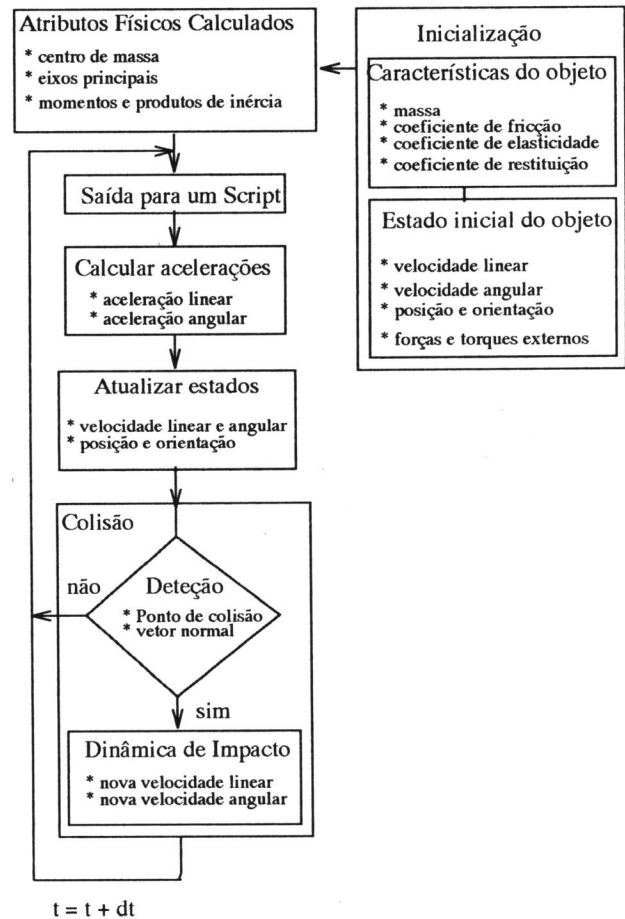 Atributos Físicos Calculados
* centro de massa
* eixos principais
* momentos e produtos de inércia
Inicialização
Características do objeto
* massa
* coeficiente de fricção
* coeficiente de elasticidade
* coeficiente de restituição
Estado inicial do objeto
* velocidade linear
* velocidade angular
* posição e orientação
* forças e torques externos
Saída para um Script
Calcular acelerações
* aceleração linear
* aceleração angular
Atualizar estados
* velocidade linear e angular
* posição e orientação
Colisão
não
Deteção
* Ponto de colisão
* vetor normal
sim
Dinâmica de Impacto
* nova velocidade linear
* nova velocidade angular
t = t + dt